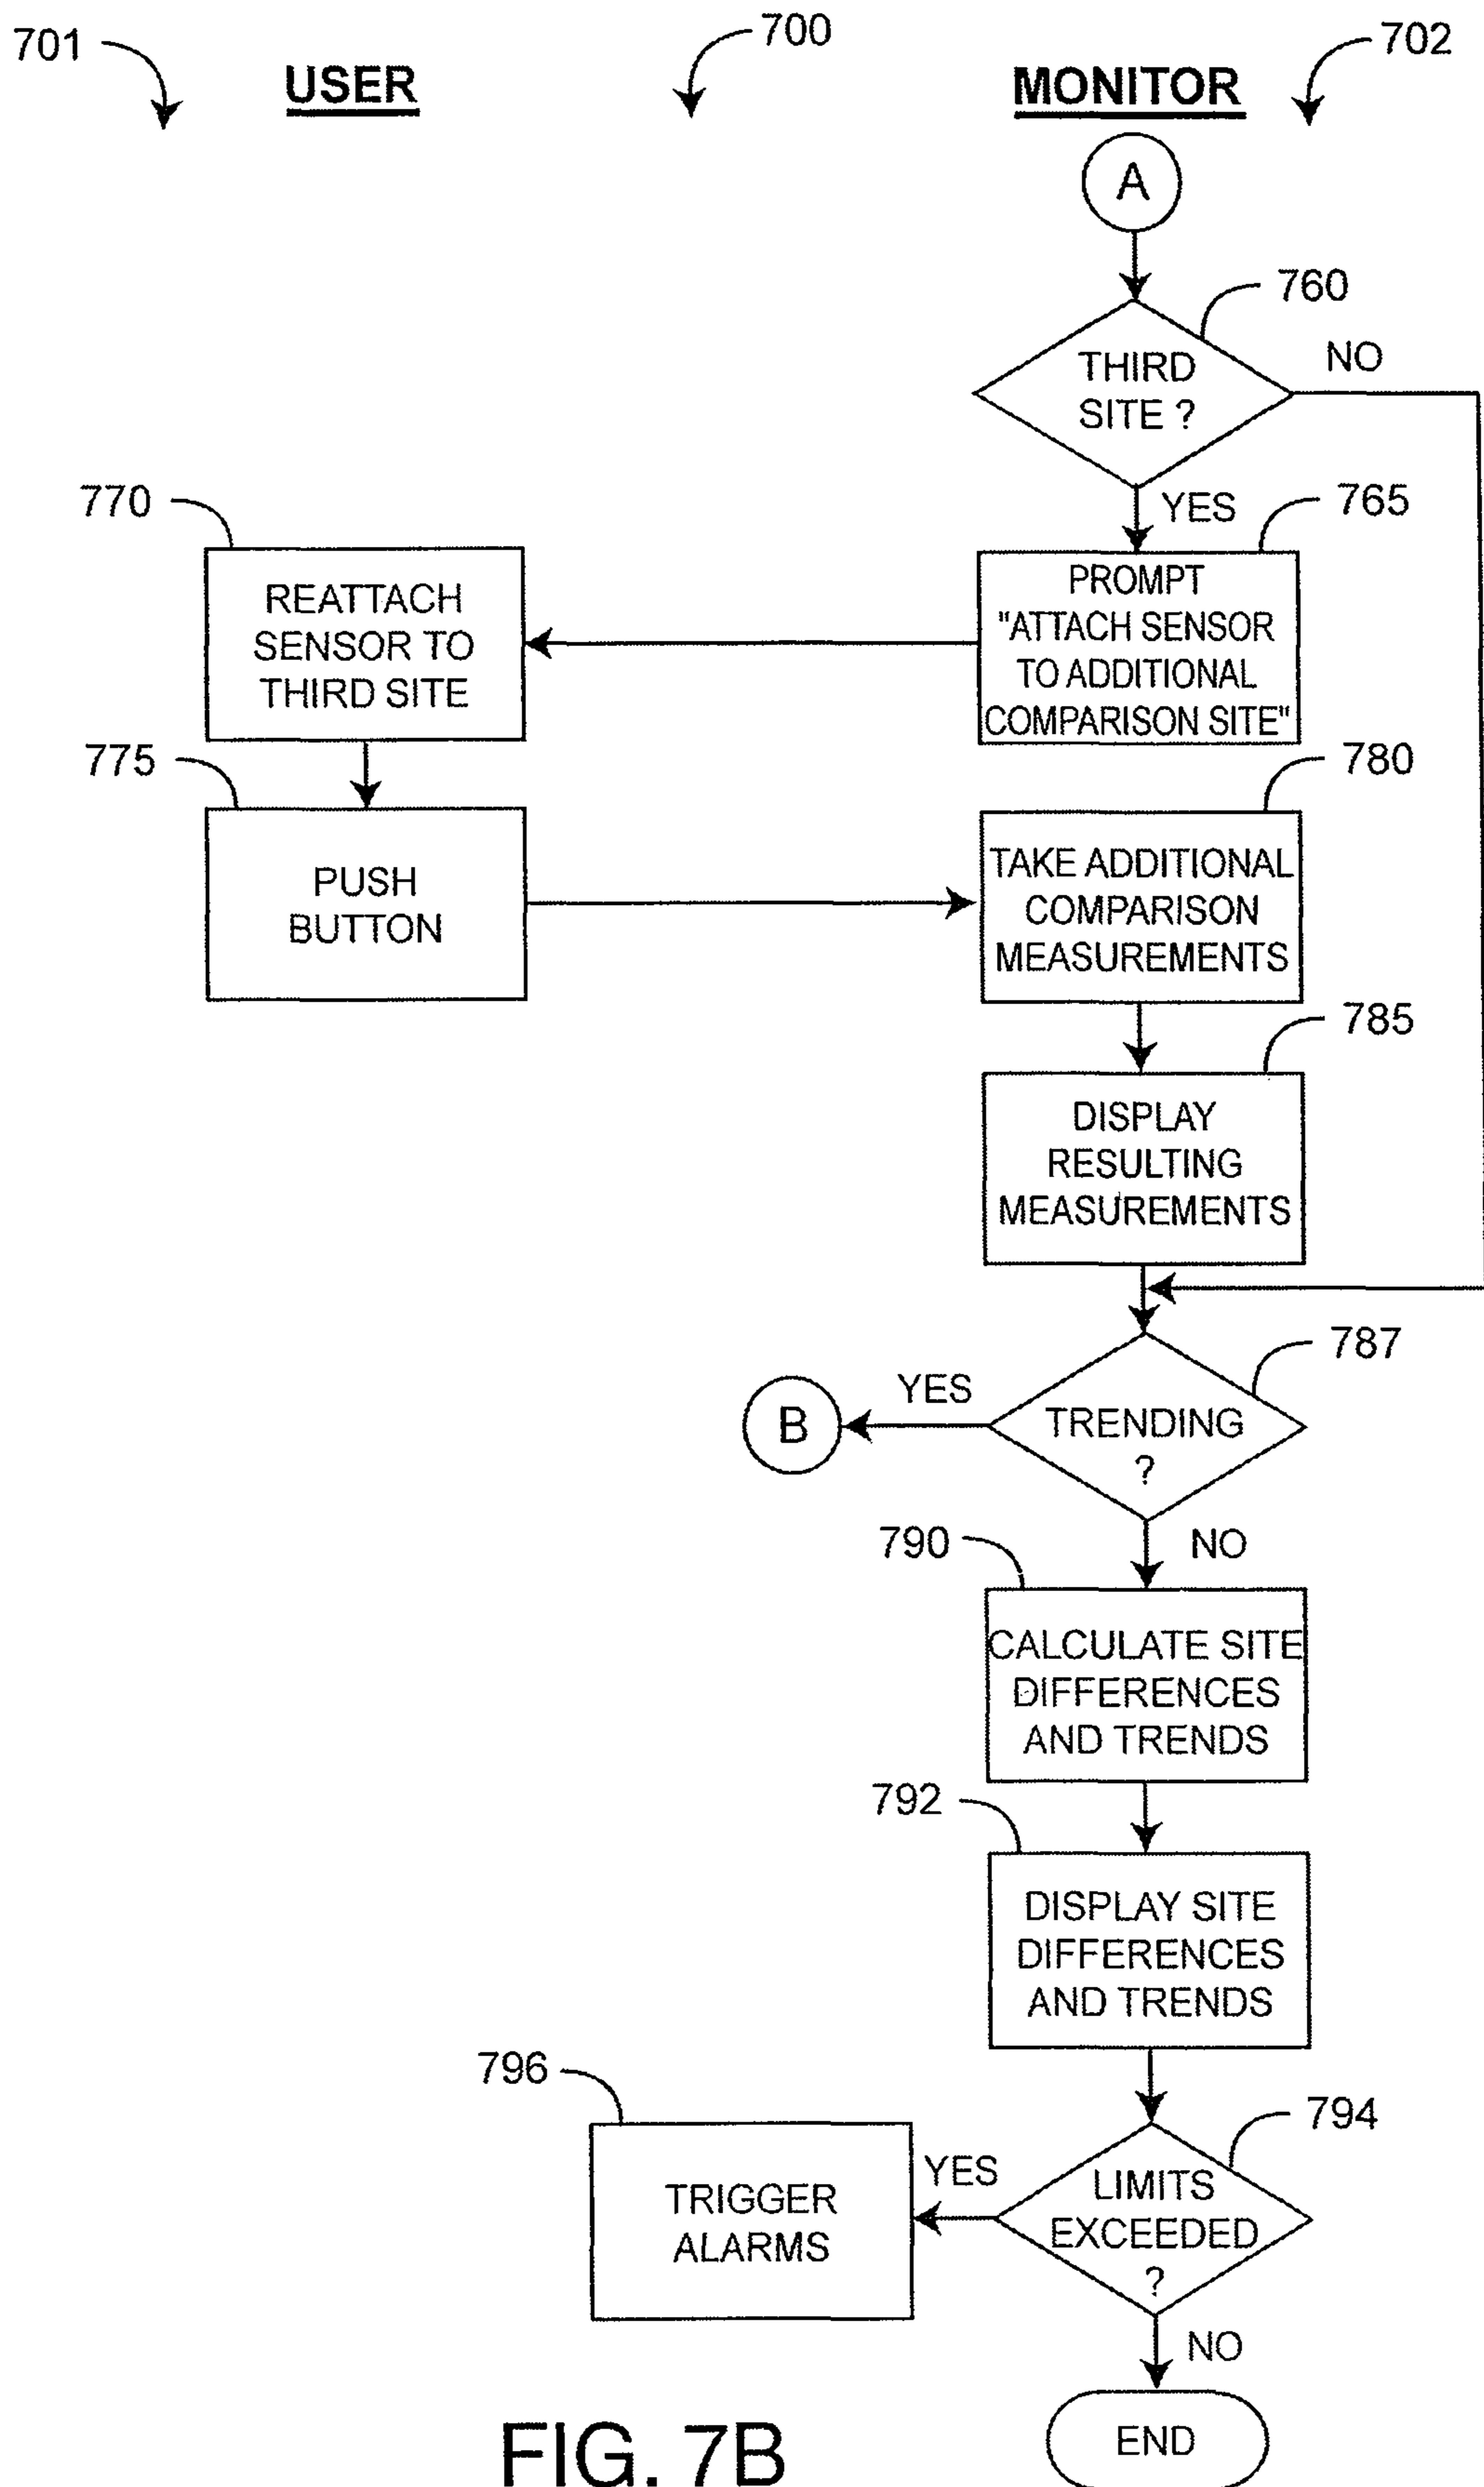 701
USER
700
MONITOR
702
A
760
THIRD
SITE ?
NO
YES
765
PROMPT
"ATTACH SENSOR
TO ADDITIONAL
COMPARISON SITE"
770
REATTACH
SENSOR TO
THIRD SITE
775
PUSH
BUTTON
780
TAKE ADDITIONAL
COMPARISON
MEASUREMENTS
785
DISPLAY
RESULTING
MEASUREMENTS
787
TRENDING
?
YES
B
NO
790
CALCULATE SITE
DIFFERENCES
AND TRENDS
792
DISPLAY SITE
DIFFERENCES
AND TRENDS
794
LIMITS
EXCEEDED
?
YES
796
TRIGGER
ALARMS
NO
END
FIG. 7B